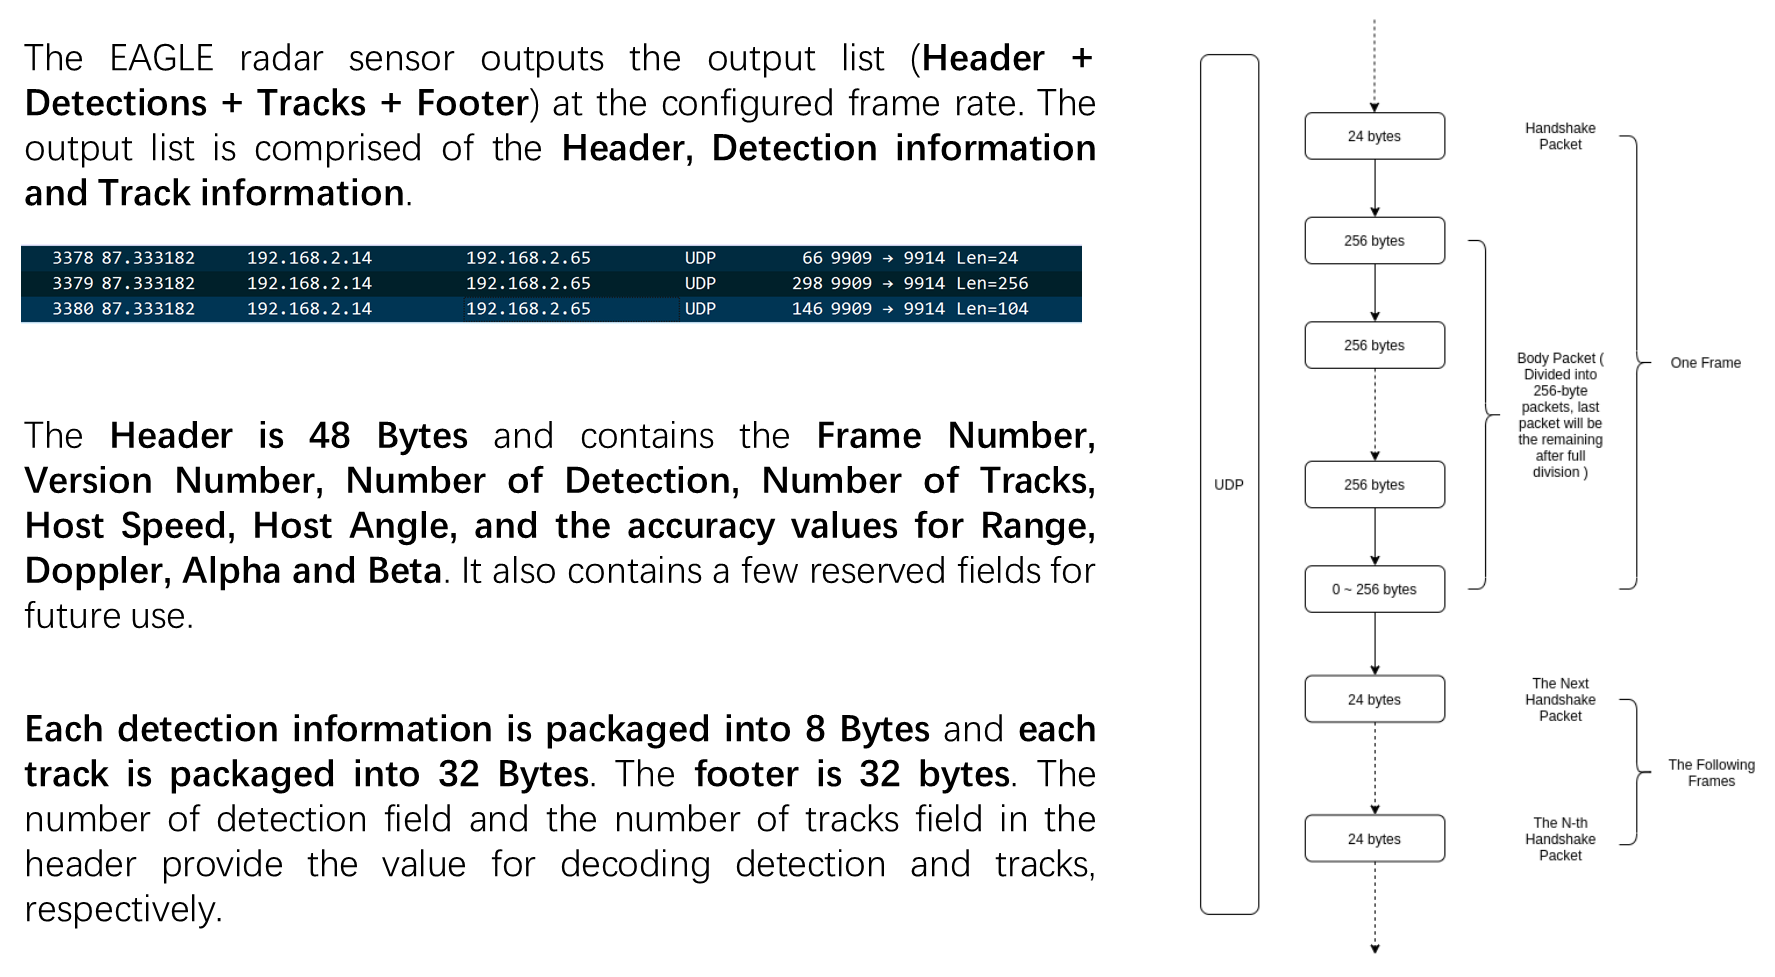 The EAGLE radar sensor outputs the output list (Header +
Detections + Tracks + Footer) at the configured frame rate. The
output list is comprised of the Header, Detection information
and Track information.
3378 87.333182 192.168.2.14 192.168.2.65 UDP 66 9909 → 9914 Len=24
3379 87.333182 192.168.2.14 192.168.2.65 UDP 298 9909 → 9914 Len=256
3380 87.333182 192.168.2.14 192.168.2.65 UDP 146 9909 → 9914 Len=104
The Header is 48 Bytes and contains the Frame Number,
Version Number, Number of Detection, Number of Tracks,
Host Speed, Host Angle, and the accuracy values for Range,
Doppler, Alpha and Beta. It also contains a few reserved fields for
future use.
Each detection information is packaged into 8 Bytes and each
track is packaged into 32 Bytes. The footer is 32 bytes. The
number of detection field and the number of tracks field in the
header provide the value for decoding detection and tracks,
respectively.
UDP
24 bytes
Handshake
Packet
256 bytes
256 bytes
Body Packet (
Divided into
256-byte
packets, last
packet will be
the remaining
after full
division )
One Frame
256 bytes
0 ~ 256 bytes
24 bytes
The Next
Handshake
Packet
The Following
Frames
24 bytes
The N-th
Handshake
Packet